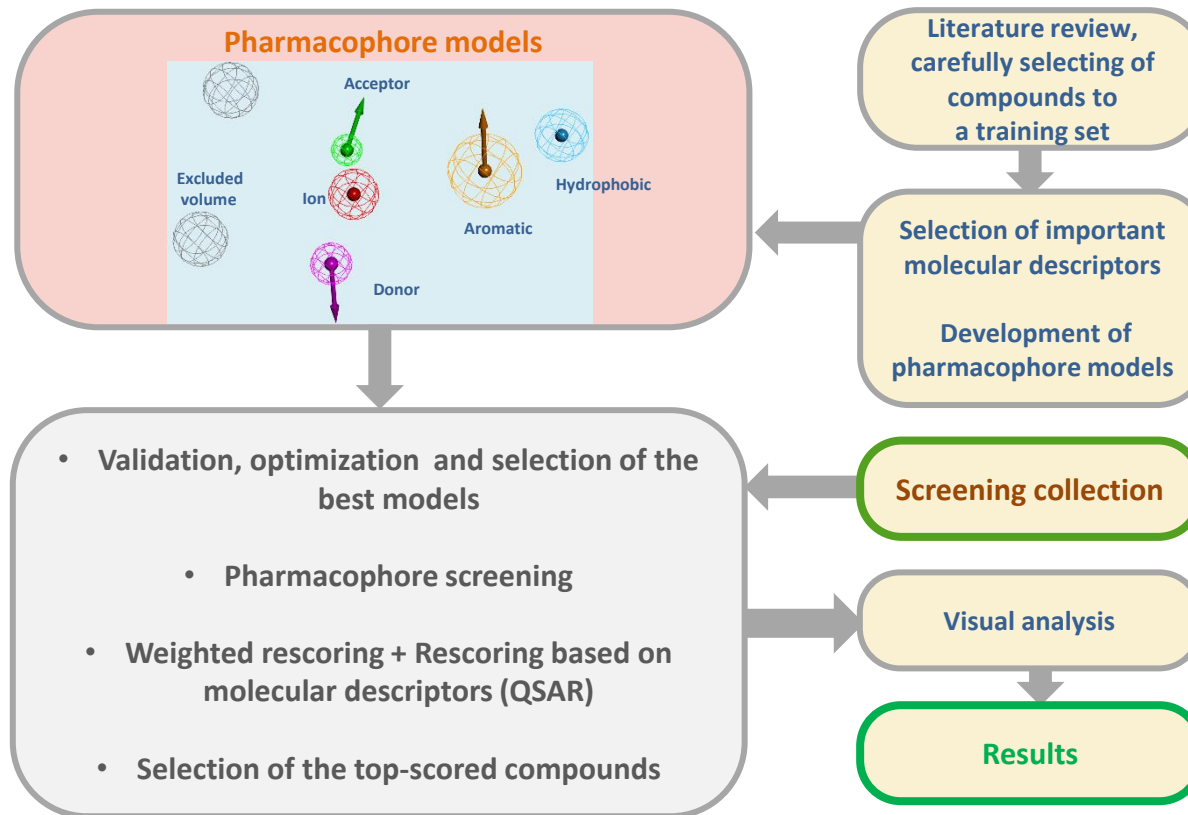 Pharmacophore models
Acceptor
Excluded
volume
Ion
Aromatic
Hydrophobic
Donor
Literature review,
carefully selecting of
compounds to
a training set
Selection of important
molecular descriptors
Development of
pharmacophore models
• Validation, optimization and selection of the
best models
• Pharmacophore screening
• Weighted rescoring + Rescoring based on
molecular descriptors (QSAR)
• Selection of the top-scored compounds
Screening collection
Visual analysis
Results